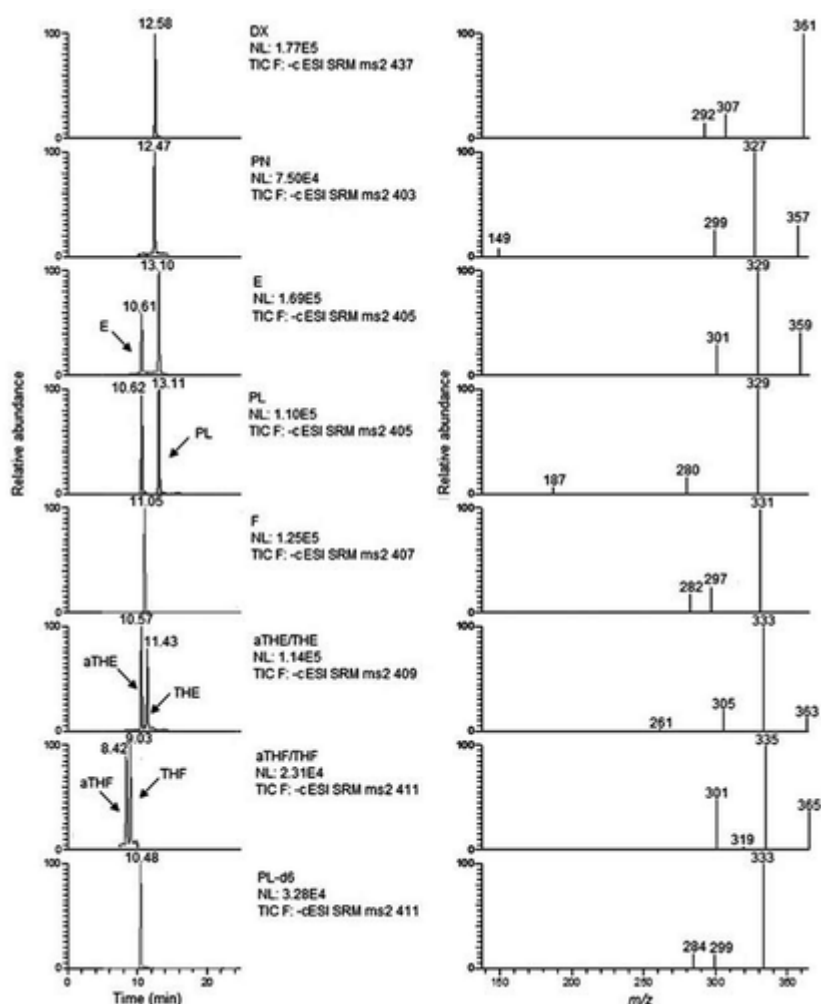 12.58
DX
NL: 1.77E5
TIC F: -c ESI SRM ms2 437
100
0
361
307
292
100
0
12.47
PN
NL: 7.50E4
TIC F: -c ESI SRM ms2 403
100
0
327
357
299
149
100
0
13.10
10.61
E
E
NL: 1.69E5
TIC F: -c ESI SRM ms2 405
100
0
329
359
301
100
0
13.11
10.62
PL
PL
NL: 1.10E5
TIC F: -c ESI SRM ms2 405
100
0
329
280
187
100
0
11.05
F
NL: 1.25E5
TIC F: -c ESI SRM ms2 407
100
0
331
297
282
100
0
10.57
11.43
aTHE
THE
aTHE/THE
NL: 1.14E5
TIC F: -c ESI SRM ms2 409
100
0
333
363
305
261
100
0
9.03
8.42
aTHF
THF
aTHF/THF
NL: 2.31E4
TIC F: -c ESI SRM ms2 411
100
0
335
365
301
319
100
0
10.48
PL-d6
NL: 3.28E4
TIC F: -c ESI SRM ms2 411
100
0
333
284
299
100
0
Relative abundance
Relative abundance
0 10 20
Time (min)
150 200 250 300 350
m/z